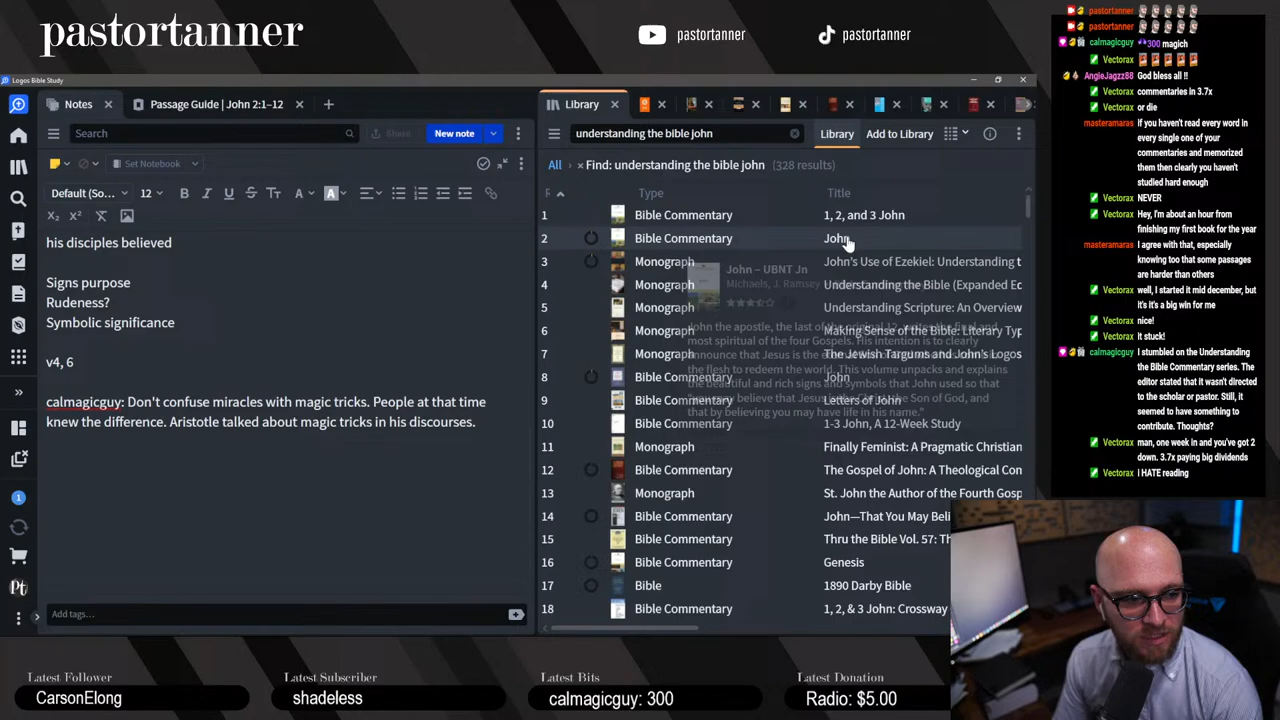 pastortanner
pastortanner
pastortanner
Logos Bible Study
Notes
Passage Guide | John 2:1–12
Search
Share
New note
Set Notebook
Default (So...
12
his disciples believed
Signs purpose
Rudeness?
Symbolic significance
v4, 6
calmagicguy: Don't confuse miracles with magic tricks. People at that time
knew the difference. Aristotle talked about magic tricks in his discourses.
Add tags...
Library
understanding the bible john
Library
Add to Library
All › × Find: understanding the bible john (328 results)
R Type Title
1 Bible Commentary 1, 2, and 3 John
2 Bible Commentary John
3 Monograph John's Use of Ezekiel: Understanding t
4 Monograph Understanding the Bible (Expanded Ec
5 Monograph Understanding Scripture: An Overview
6 Monograph Making Sense of the Bible: Literary Typ
7 Monograph The Jewish Targums and John's Logos
8 Bible Commentary John
9 Bible Commentary Letters of John
10 Bible Commentary 1-3 John, A 12-Week Study
11 Monograph Finally Feminist: A Pragmatic Christian
12 Bible Commentary The Gospel of John: A Theological Con
13 Monograph St. John the Author of the Fourth Gosp
14 Bible Commentary John—That You May Beli
15 Bible Commentary Thru the Bible Vol. 57: Th
16 Bible Commentary Genesis
17 Bible 1890 Darby Bible
18 Bible Commentary 1, 2, & 3 John: Crossway
John – UBNT Jn
Michaels, J. Ramsey
pastortanner
pastortanner
calmagicguy 300 magich
Vectorax
AngieJagzz88 God bless all !!
Vectorax commentaries in 3.7x
Vectorax or die
masteramaras if you haven't read every word in
every single one of your
commentaries and memorized
them then clearly you haven't
studied hard enough
Vectorax NEVER
Vectorax Hey, I'm about an hour from
finishing my first book for the year
masteramaras I agree with that, especially
knowing too that some passages
are harder than others
Vectorax well, I started it mid december, but
it's it's a big win for me
Vectorax nice!
Vectorax it stuck!
calmagicguy I stumbled on the Understanding
the Bible Commentary series. The
editor stated that it wasn't directed
to the scholar or pastor. Still, it
seemed to have something to
contribute. Thoughts?
Vectorax man, one week in and you've got 2
down. 3.7x paying big dividends
Vectorax I HATE reading
Latest Follower
CarsonElong
Latest Subscriber
shadeless
Latest Bits
calmagicguy: 300
Latest Donation
Radio: $5.00